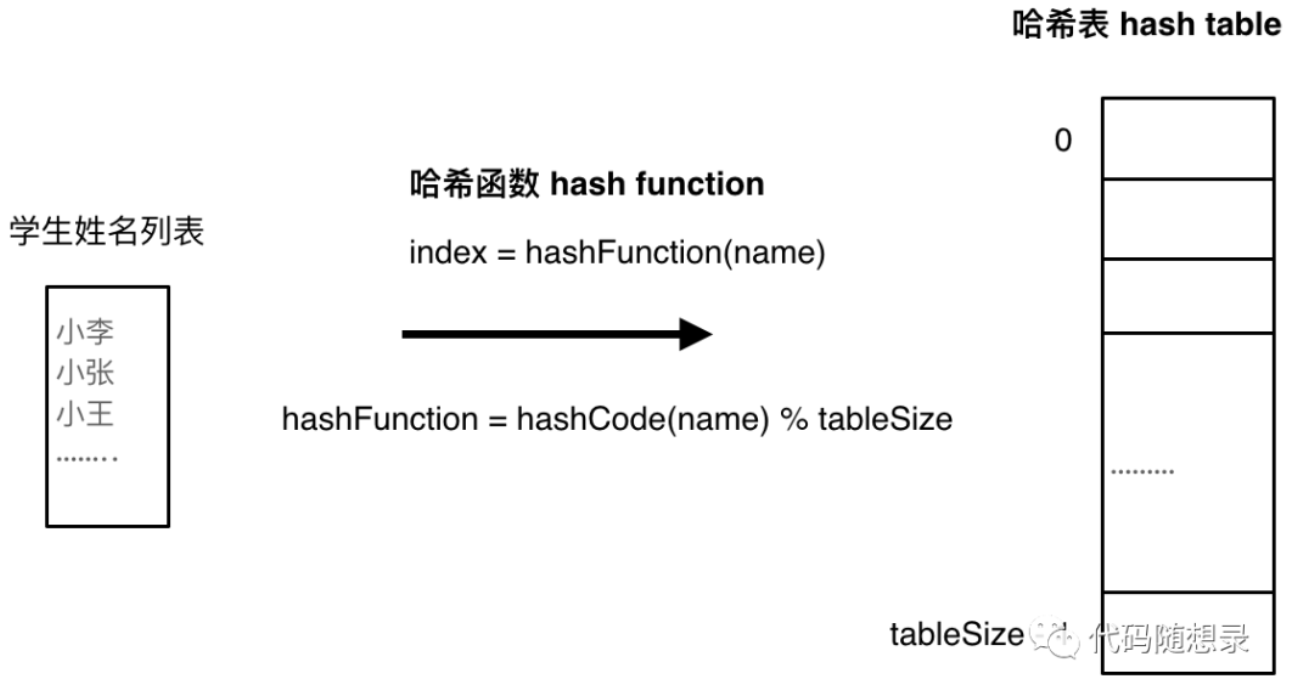 哈希表 hash table
0
哈希函数 hash function
学生姓名列表
index = hashFunction(name)
小李
小张
小王
........
hashFunction = hashCode(name) % tableSize
.........
tableSize
代码随想录